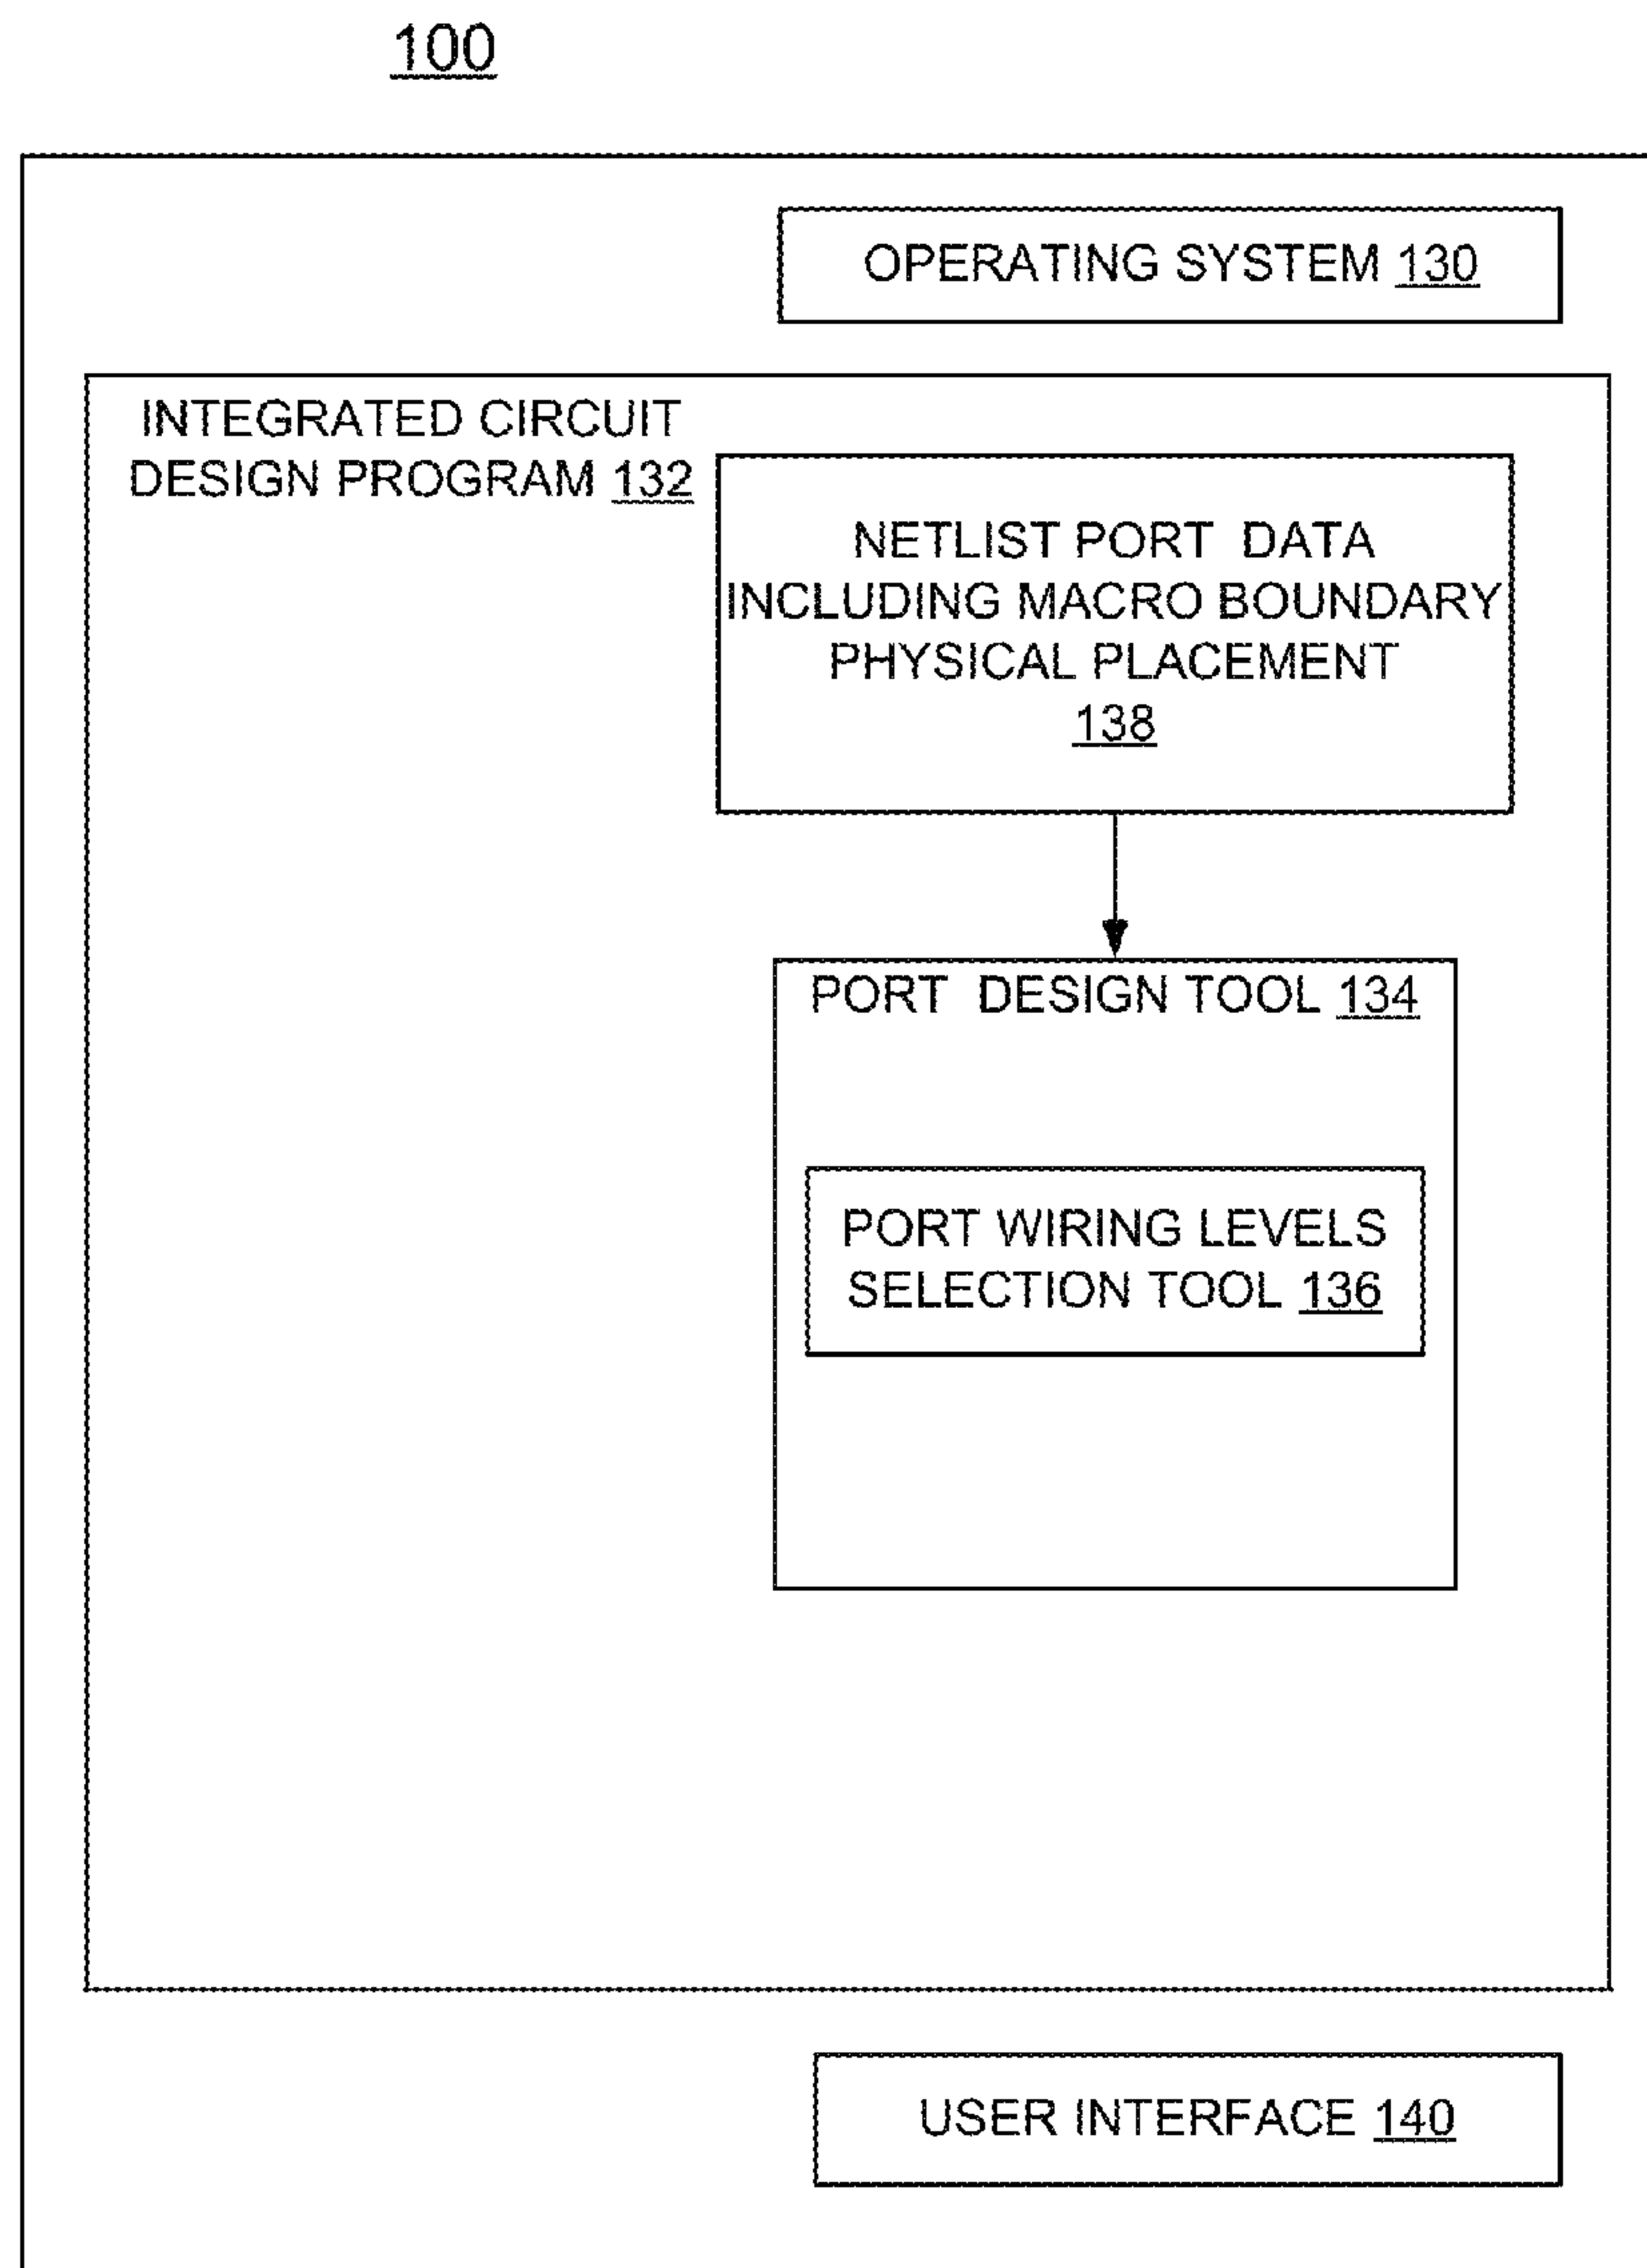 100
OPERATING SYSTEM 130
INTEGRATED CIRCUIT
DESIGN PROGRAM 132
NETLIST PORT DATA
INCLUDING MACRO BOUNDARY
PHYSICAL PLACEMENT
138
PORT DESIGN TOOL 134
PORT WIRING LEVELS
SELECTION TOOL 136
USER INTERFACE 140